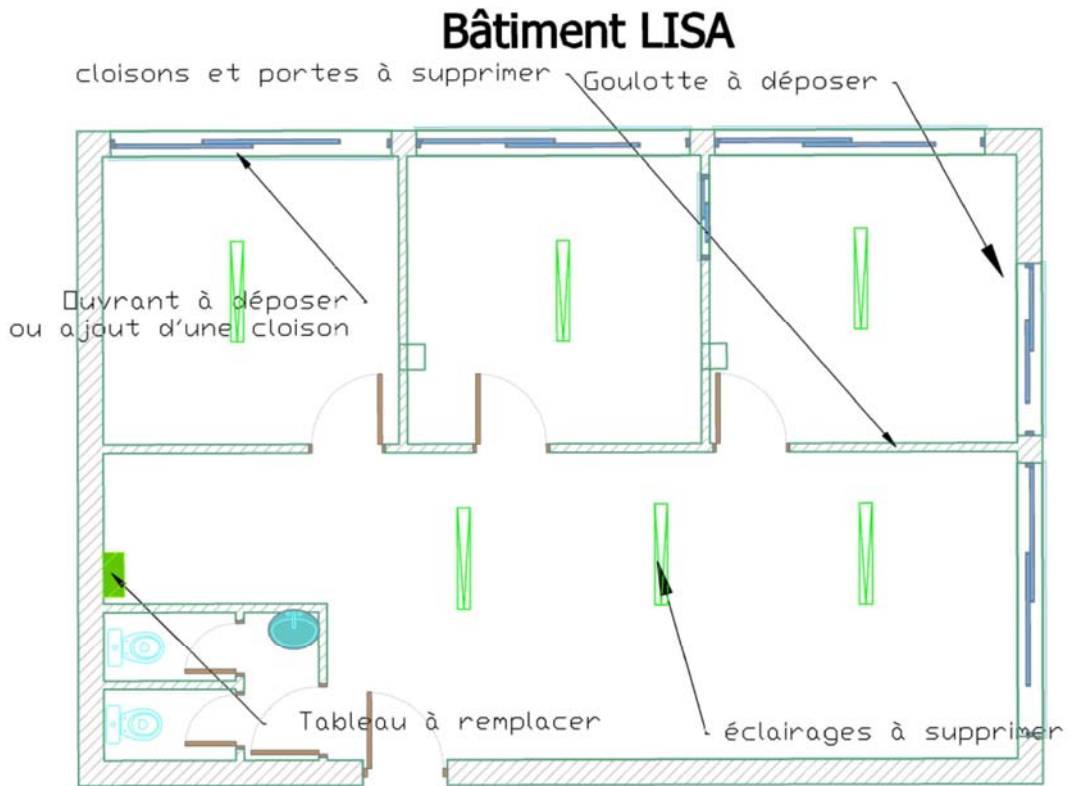 Bâtiment LISA
cloisons et portes à supprimer
Goulotte à déposer
Ouvrant à déposer
ou ajout d'une cloison
Tableau à remplacer
éclairages à supprimer